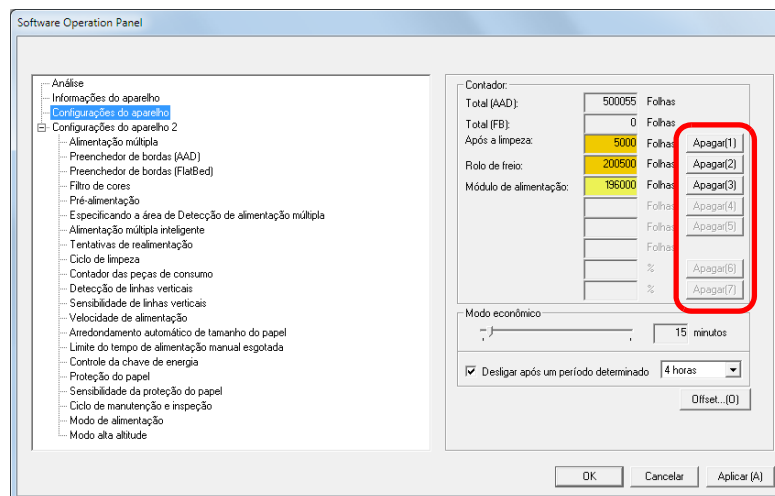 Software Operation Panel
Análise
Informações do aparelho
Configurações do aparelho
Configurações do aparelho 2
Alimentação múltipla
Preenchedor de bordas (AAD)
Preenchedor de bordas (FlatBed)
Filtro de cores
Pré-alimentação
Especificando a área de Detecção de alimentação múltipla
Alimentação múltipla inteligente
Tentativas de realimentação
Ciclo de limpeza
Contador das peças de consumo
Detecção de linhas verticais
Sensibilidade de linhas verticais
Velocidade de alimentação
Arredondamento automático de tamanho do papel
Limite do tempo de alimentação manual esgotada
Controle da chave de energia
Proteção do papel
Sensibilidade da proteção do papel
Ciclo de manutenção e inspeção
Modo de alimentação
Modo alta altitude
Contador:
Total (AAD): 500055 Folhas
Total (FB): 0 Folhas
Após a limpeza: 5000 Folhas Apagar(1)
Rolo de freio: 200500 Folhas Apagar(2)
Módulo de alimentação: 196000 Folhas Apagar(3)
Folhas Apagar(4)
Folhas Apagar(5)
Folhas
% Apagar(6)
% Apagar(7)
Modo econômico
15 minutos
Desligar após um período determinado 4 horas
Offset...(O)
OK Cancelar Aplicar (A)